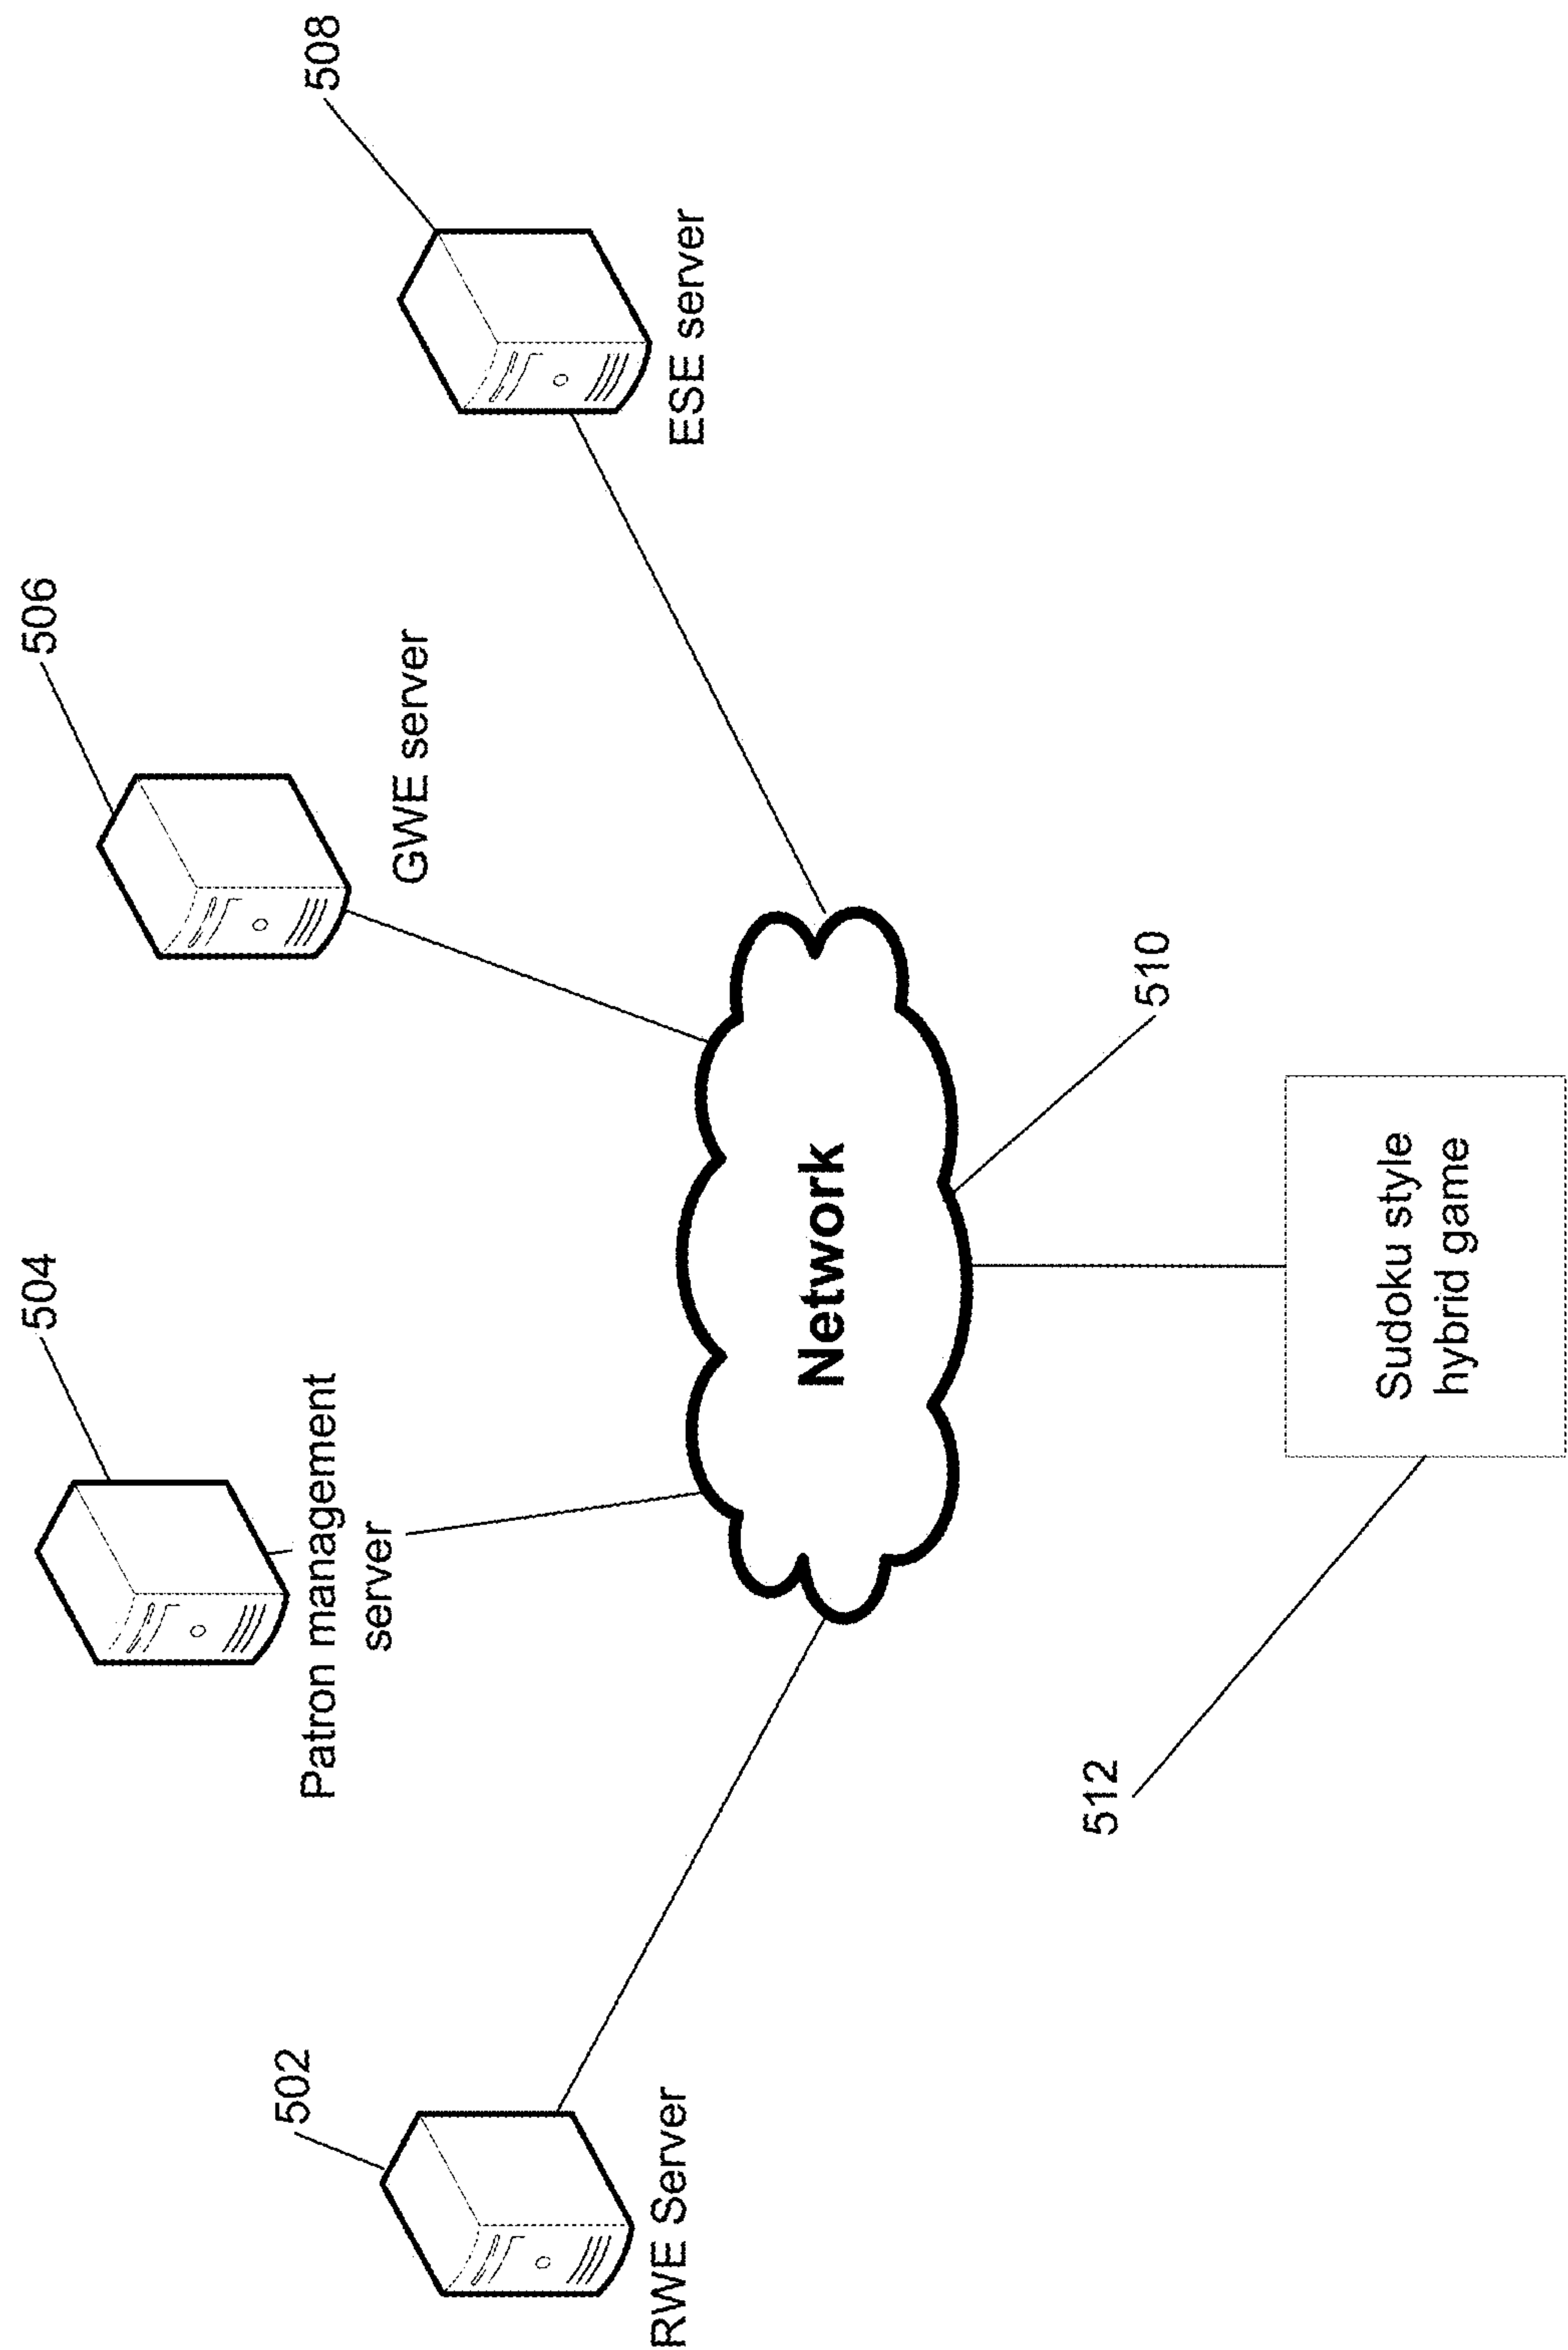 504
506
502
508
Patron management
server
GWE server
RWE Server
ESE server
Network
510
512
Sudoku style
hybrid game